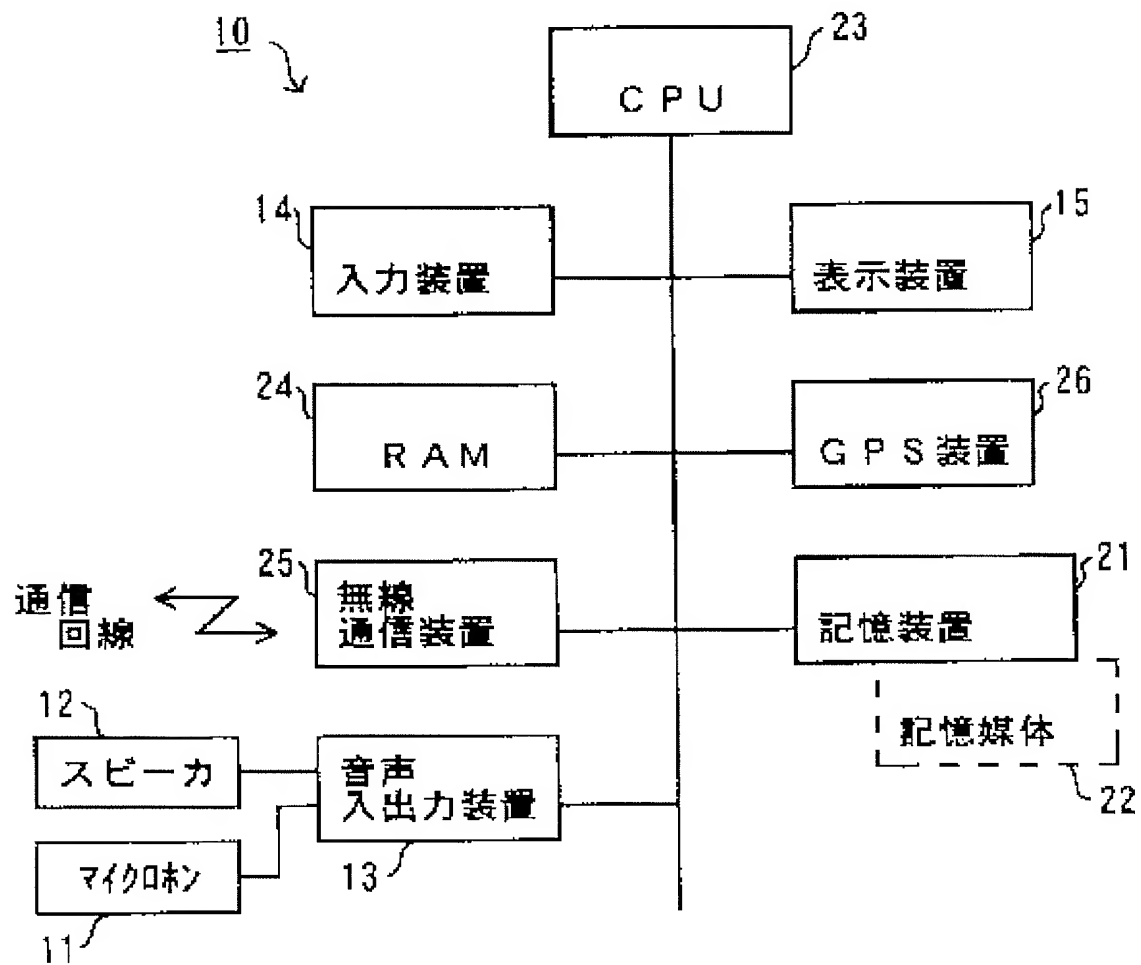 10
23
ＣＰＵ
14
入力装置
15
表示装置
24
ＲＡＭ
26
ＧＰＳ装置
通信
回線
25
無線
通信装置
21
記憶装置
記憶媒体
22
12
スピーカ
音声
入出力装置
13
マイクロホン
11